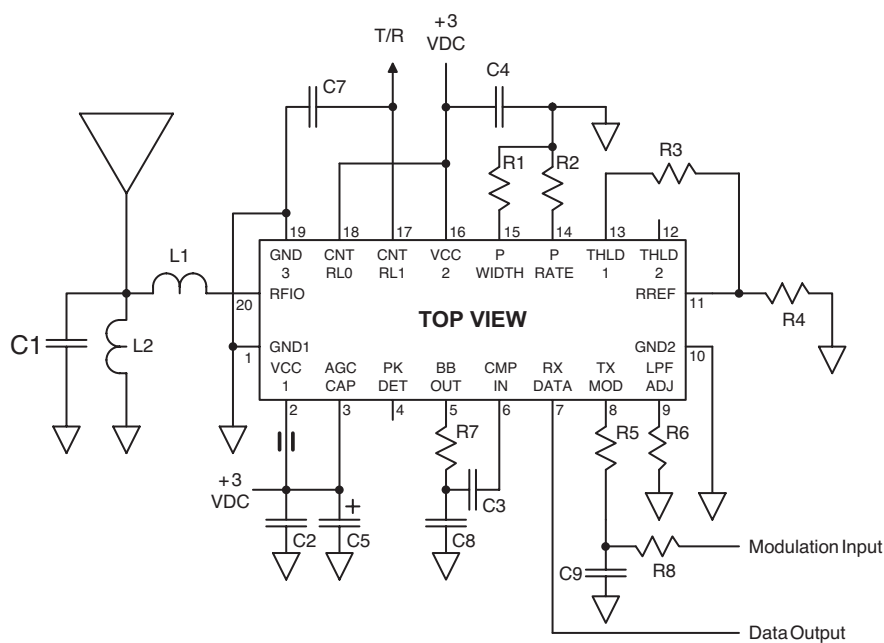 T/R
+3
VDC
C7
C4
R1
R2
R3
19
18
17
16
15
14
13
12
GND
3
CNT
RL0
CNT
RL1
VCC
2
P
WIDTH
P
RATE
THLD
1
THLD
2
L1
20
RFIO
RREF
11
TOP VIEW
R4
C1
L2
1
GND1
GND2
10
VCC
1
AGC
CAP
PK
DET
BB
OUT
CMP
IN
RX
DATA
TX
MOD
LPF
ADJ
2
3
4
5
6
7
8
9
R7
R5
R6
+3
VDC
C3
+
C2
C5
C8
C9
R8
Modulation Input
Data Output